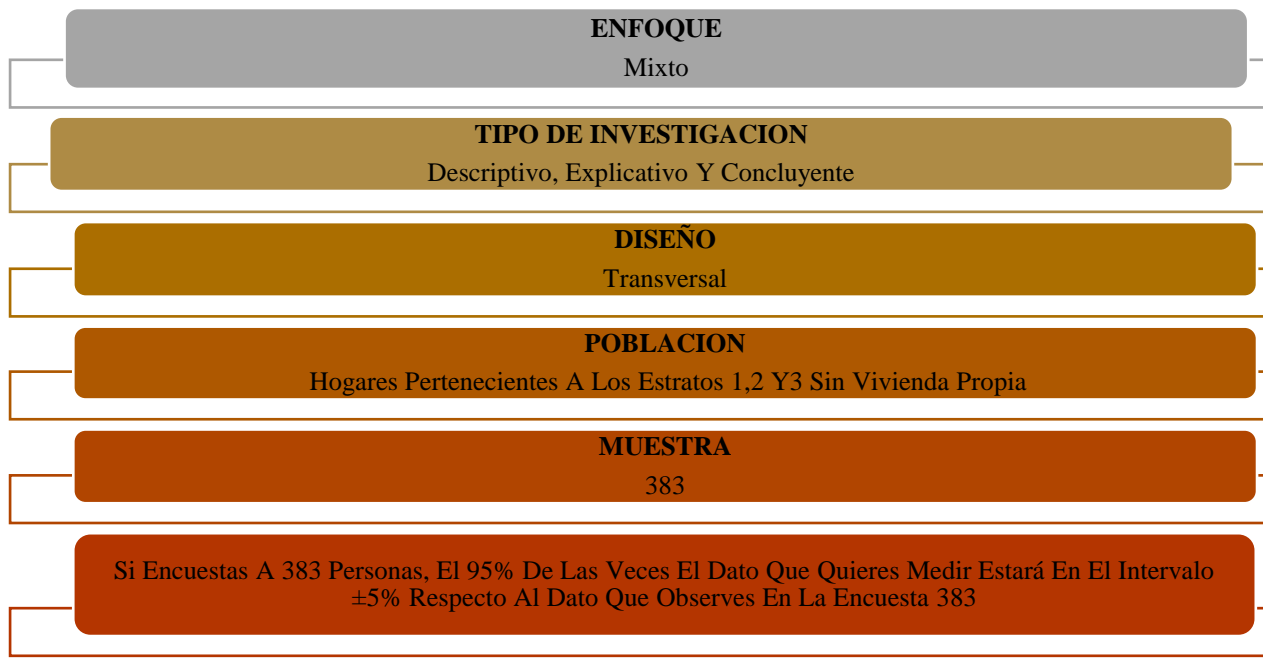 ENFOQUE
Mixto
TIPO DE INVESTIGACION
Descriptivo, Explicativo Y Concluyente
DISEÑO
Transversal
POBLACION
Hogares Pertenecientes A Los Estratos 1,2 Y3 Sin Vivienda Propia
MUESTRA
383
Si Encuestas A 383 Personas, El 95% De Las Veces El Dato Que Quieres Medir Estará En El Intervalo
±5% Respecto Al Dato Que Observes En La Encuesta 383